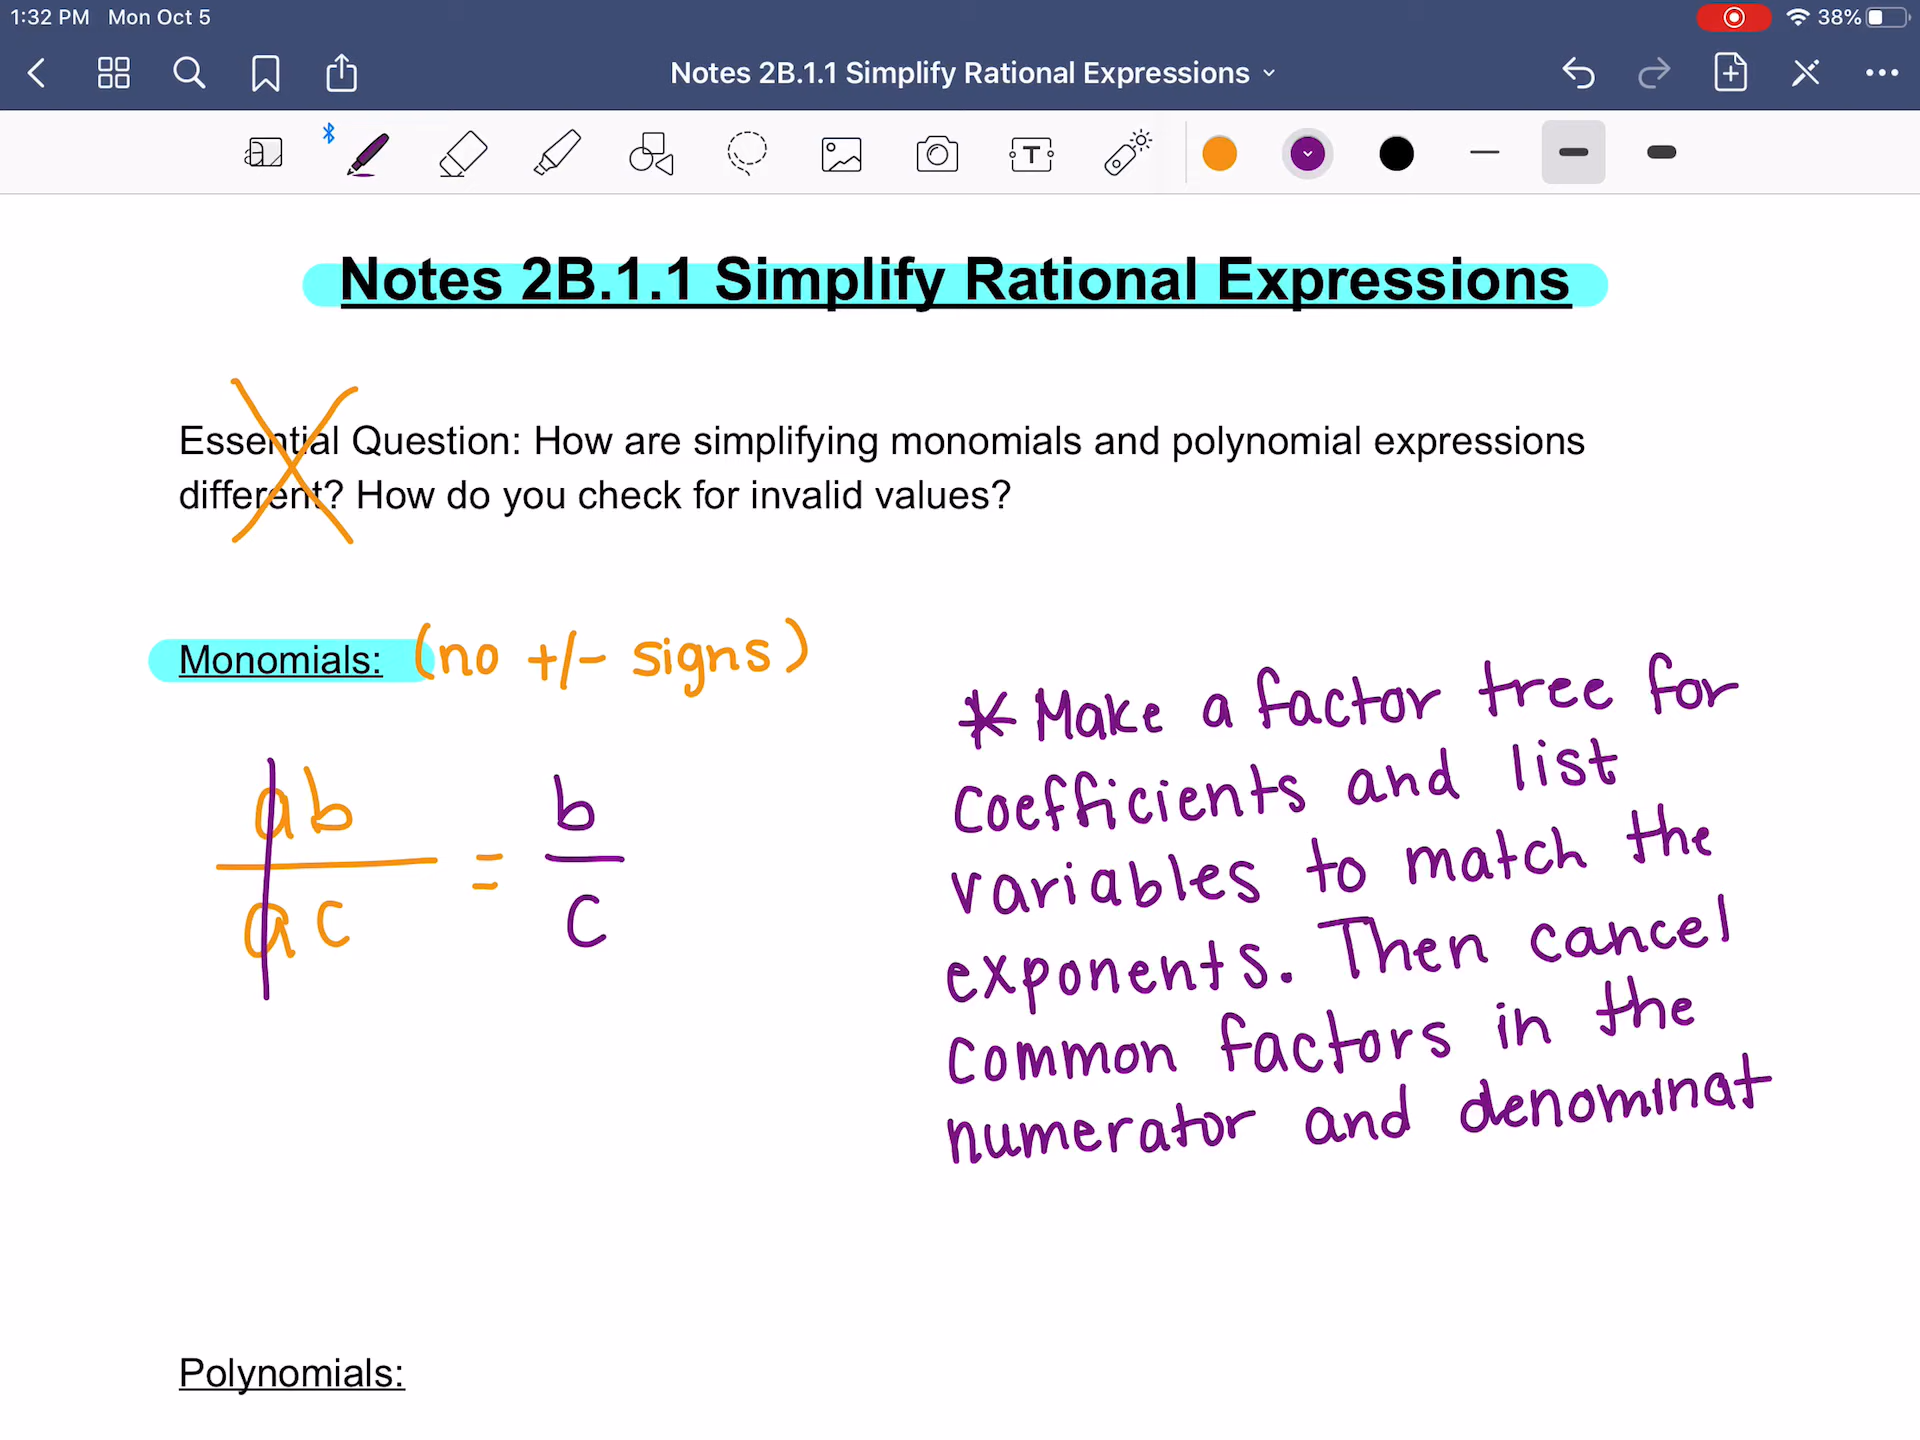 1:32 PM Mon Oct 5
38%
Notes 2B.1.1 Simplify Rational Expressions
Notes 2B.1.1 Simplify Rational Expressions
Essential Question: How are simplifying monomials and polynomial expressions
different? How do you check for invalid values?
Monomials: (no +/- signs)
ab
ac
=
b
c
* Make a factor tree for
coefficients and list
variables to match the
exponents. Then cancel
common factors in the
numerator and denominat
Polynomials: